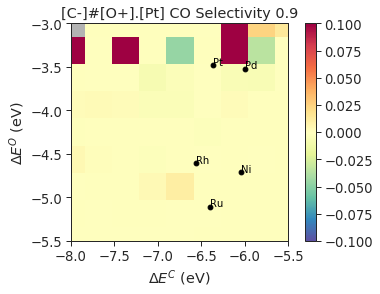 [C-]#[O+].[Pt] CO Selectivity 0.9
−3.0
−3.5
−4.0
−4.5
−5.0
−5.5
ΔE^O (eV)
Pt
Pd
Rh
Ni
Ru
−8.0 −7.5 −7.0 −6.5 −6.0 −5.5
ΔE^C (eV)
0.100
0.075
0.050
0.025
0.000
−0.025
−0.050
−0.075
−0.100